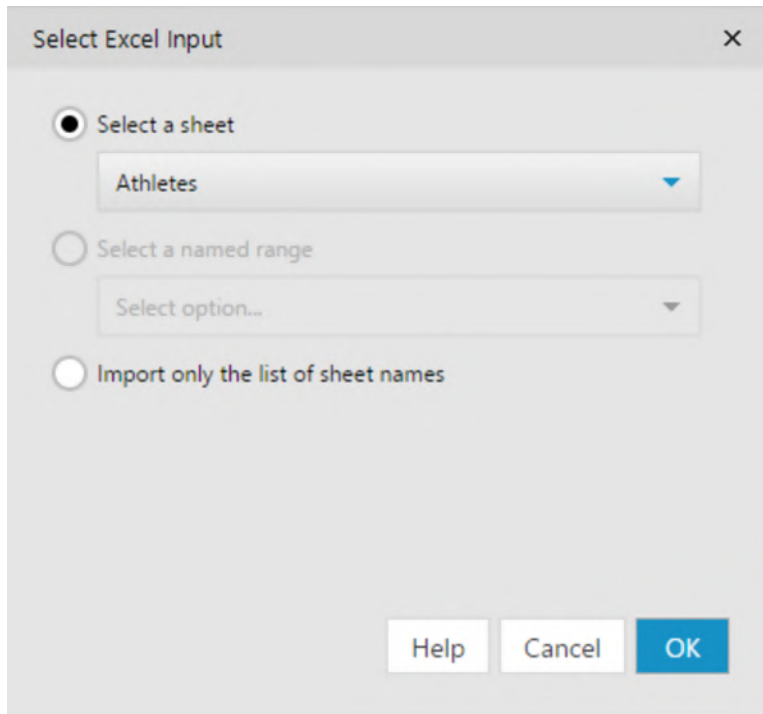 Select Excel Input
Select a sheet
Athletes
Select a named range
Select option...
Import only the list of sheet names
Help Cancel OK